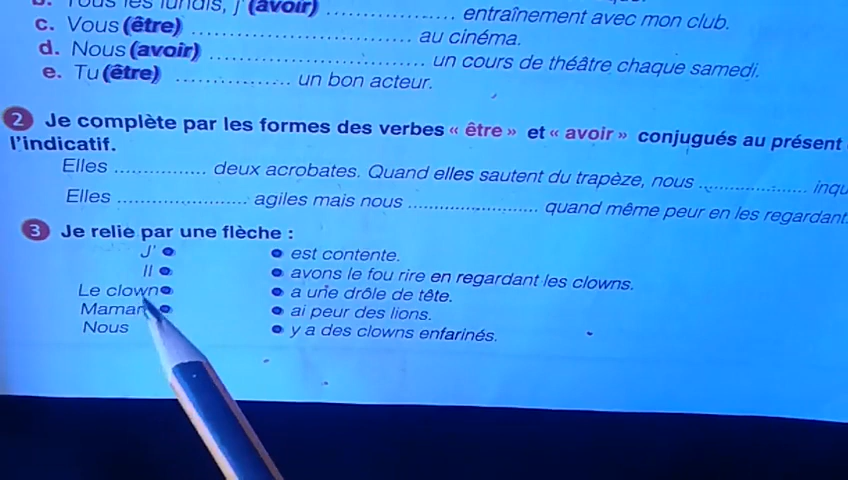 Tous les lundis, j' (avoir) .................. entraînement avec mon club.
c. Vous (être) ................................ au cinéma.
d. Nous (avoir) ................................ un cours de théâtre chaque samedi.
e. Tu (être) ................. un bon acteur.
2 Je complète par les formes des verbes « être » et « avoir » conjugués au présent
l'indicatif.
Elles ................ deux acrobates. Quand elles sautent du trapèze, nous ..................
Elles ...................... agiles mais nous ...................... quand même peur en les regardant
3 Je relie par une flèche :
J' • • est contente.
Il • • avons le fou rire en regardant les clowns.
Le clown • • a une drôle de tête.
Maman • • ai peur des lions.
Nous • y a des clowns enfarinés.